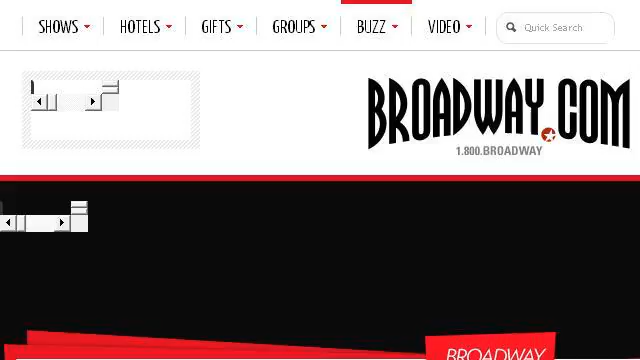 SHOWS HOTELS GIFTS GROUPS BUZZ VIDEO Quick Search
BROADWAY.COM
1.800.BROADWAY
BROADWAY